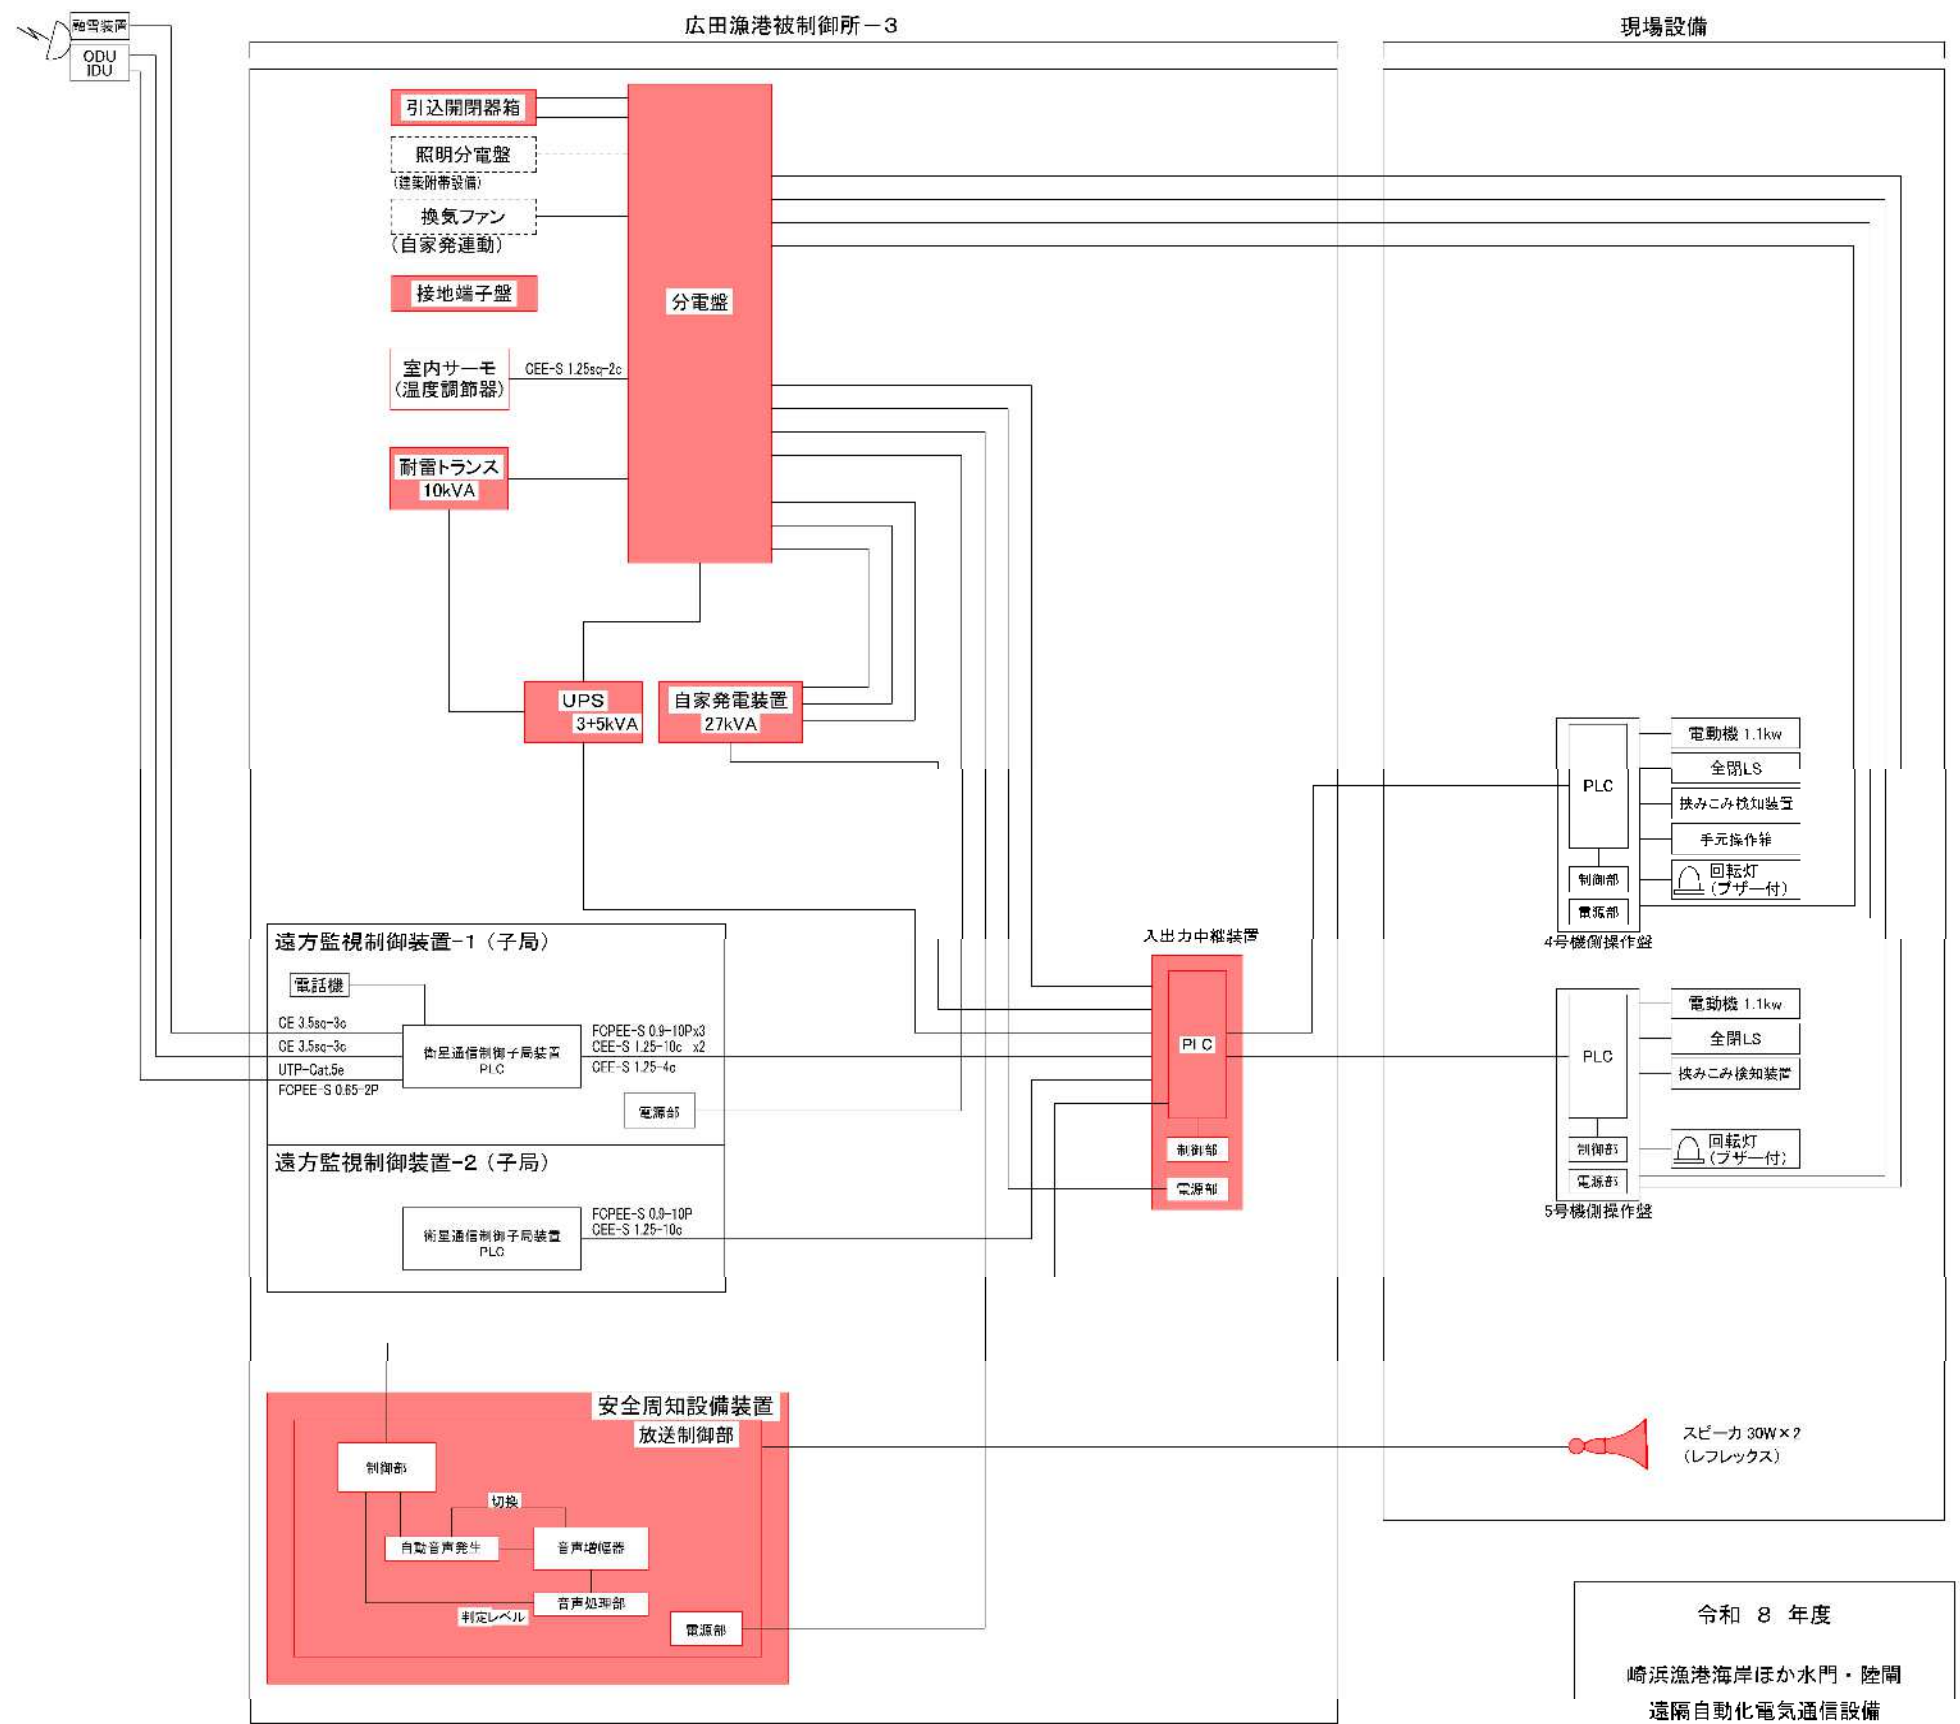 融雪装置
ODU
IDU
広田漁港被制御所－3
現場設備
引込開閉器箱
照明分電盤
(建築附帯設備)
換気ファン
(自家発連動)
接地端子盤
分電盤
室内サーモ
(温度調節器)
CEE-S 1.25sq-2c
耐雷トランス
10kVA
UPS
3+5kVA
自家発電装置
27kVA
PLC
制御部
電源部
電動機 1.1kw
全閉LS
挟みこみ検知装置
手元操作箱
回転灯
(ブザー付)
4号機側操作盤
遠方監視制御装置-1 (子局)
電話機
CE 3.5sq-3c
CE 3.5sq-3c
UTP-Cat.5e
FCPEE-S 0.65-2P
衛星通信制御子局装置
PLC
FCPEE-S 0.9-10Px3
CEE-S 1.25-10c x2
CEE-S 1.25-4c
電源部
入出力中継装置
PLC
制御部
電源部
PLC
制御部
電源部
電動機 1.1kw
全閉LS
挟みこみ検知装置
回転灯
(ブザー付)
5号機側操作盤
遠方監視制御装置-2 (子局)
衛星通信制御子局装置
PLC
FCPEE-S 0.9-10P
CEE-S 1.25-10c
安全周知設備装置
放送制御部
制御部
切換
自動音声発生
音声増幅器
音声処理部
判定レベル
電源部
スピーカ 30W×2
(レフレックス)
令和 8 年度
崎浜漁港海岸ほか水門・陸閘
遠隔自動化電気通信設備